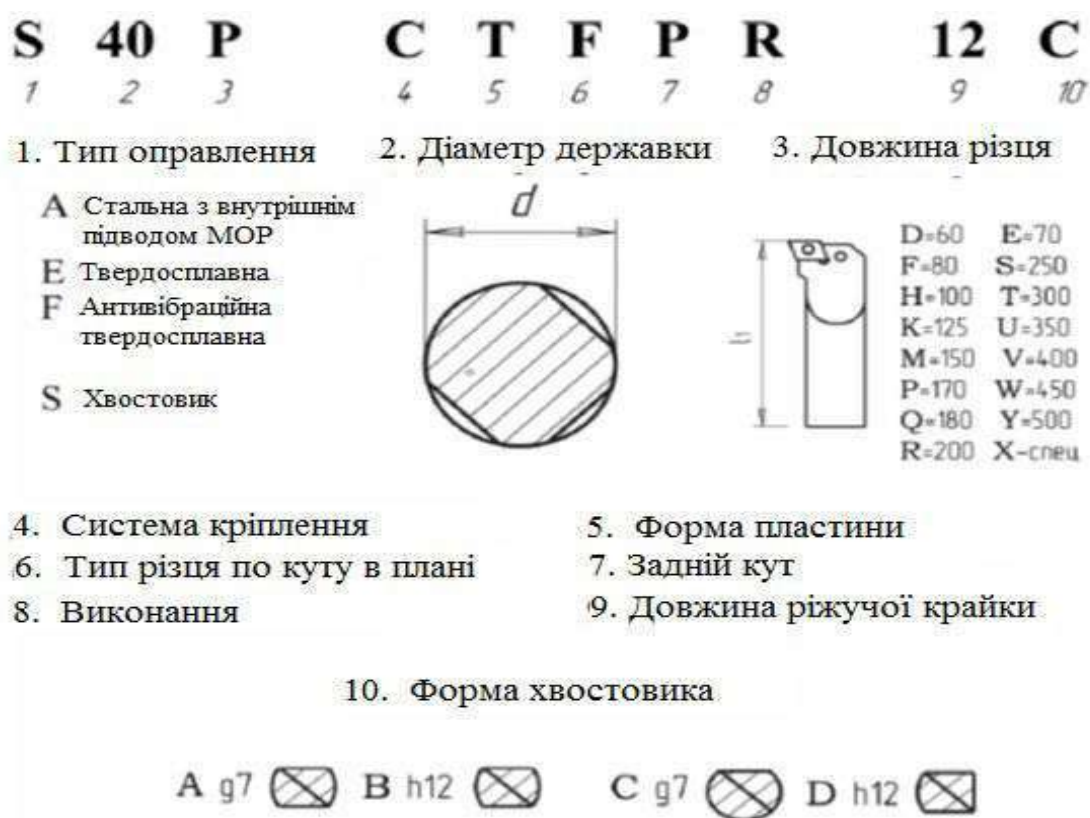 S 40 P C T F P R 12 C
1 2 3 4 5 6 7 8 9 10
1. Тип оправлення 2. Діаметр державки 3. Довжина різця
А Стальна з внутрішнім
підводом МОР
Е Твердосплавна
F Антивібраційна
твердосплавна
S Хвостовик
d
l1
D=60 E=70
F=80 S=250
H=100 T=300
K=125 U=350
M=150 V=400
P=170 W=450
Q=180 Y=500
R=200 X-спец
4. Система кріплення 5. Форма пластини
6. Тип різця по куту в плані 7. Задній кут
8. Виконання 9. Довжина ріжучої крайки
10. Форма хвостовика
A g7 B h12 C g7 D h12